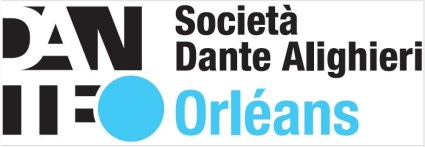 DAN
TE
Società
Dante Alighieri
Orléans